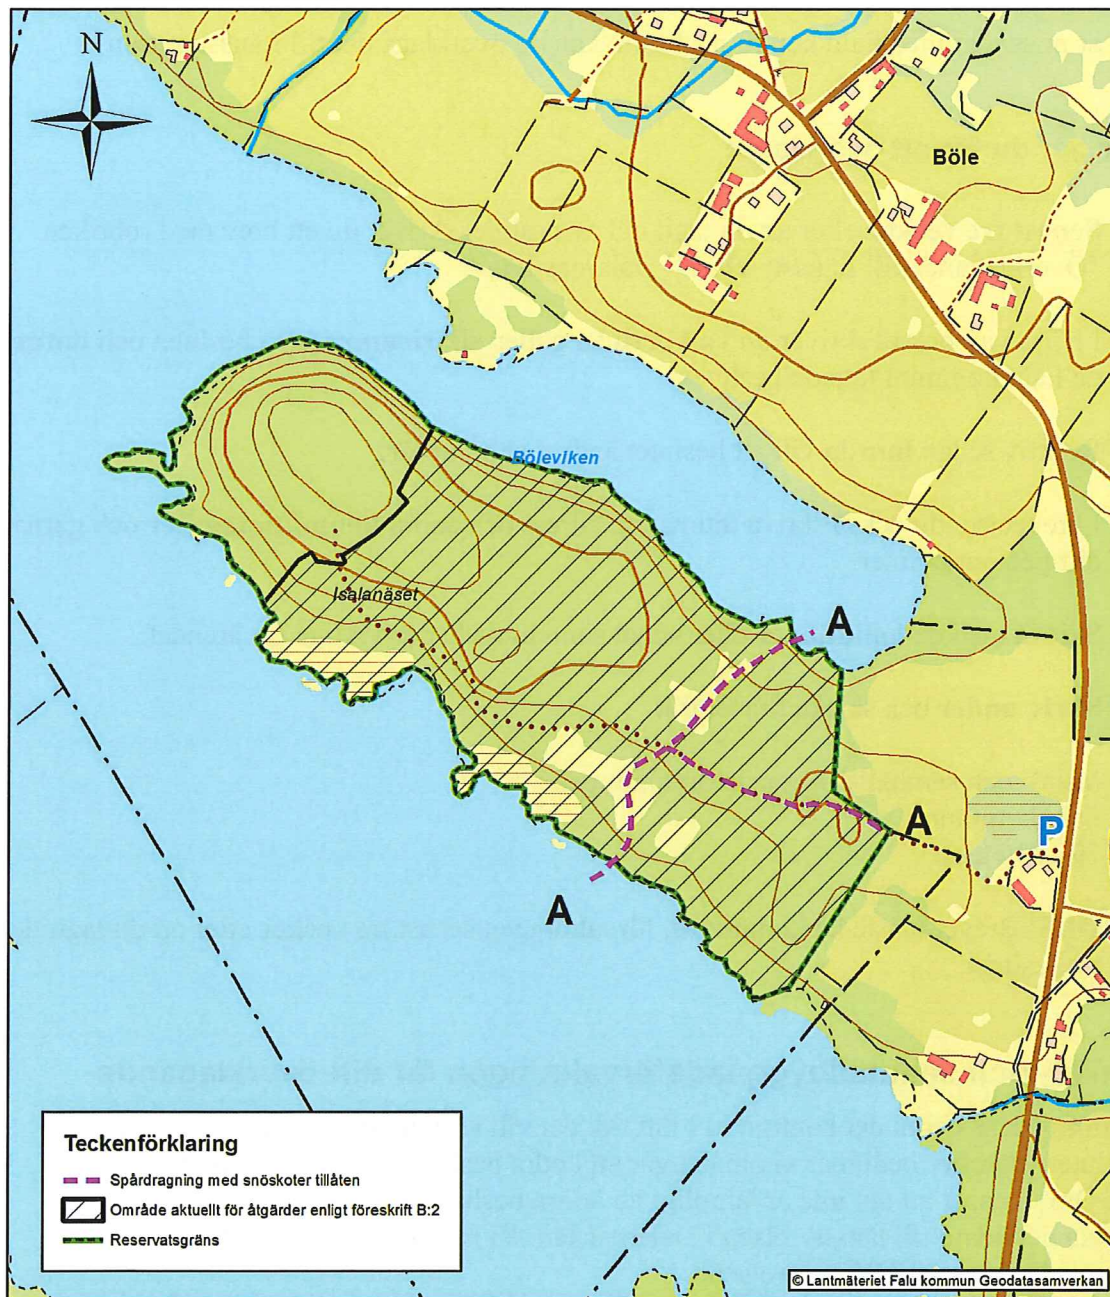 N
Böle
Böleviken
Isalanäset
A
A
P
A
Teckenförklaring
Spårdragning med snöskoter tillåten
Område aktuellt för åtgärder enligt föreskrift B:2
Reservatsgräns
© Lantmäteriet Falu kommun Geodatasamverkan